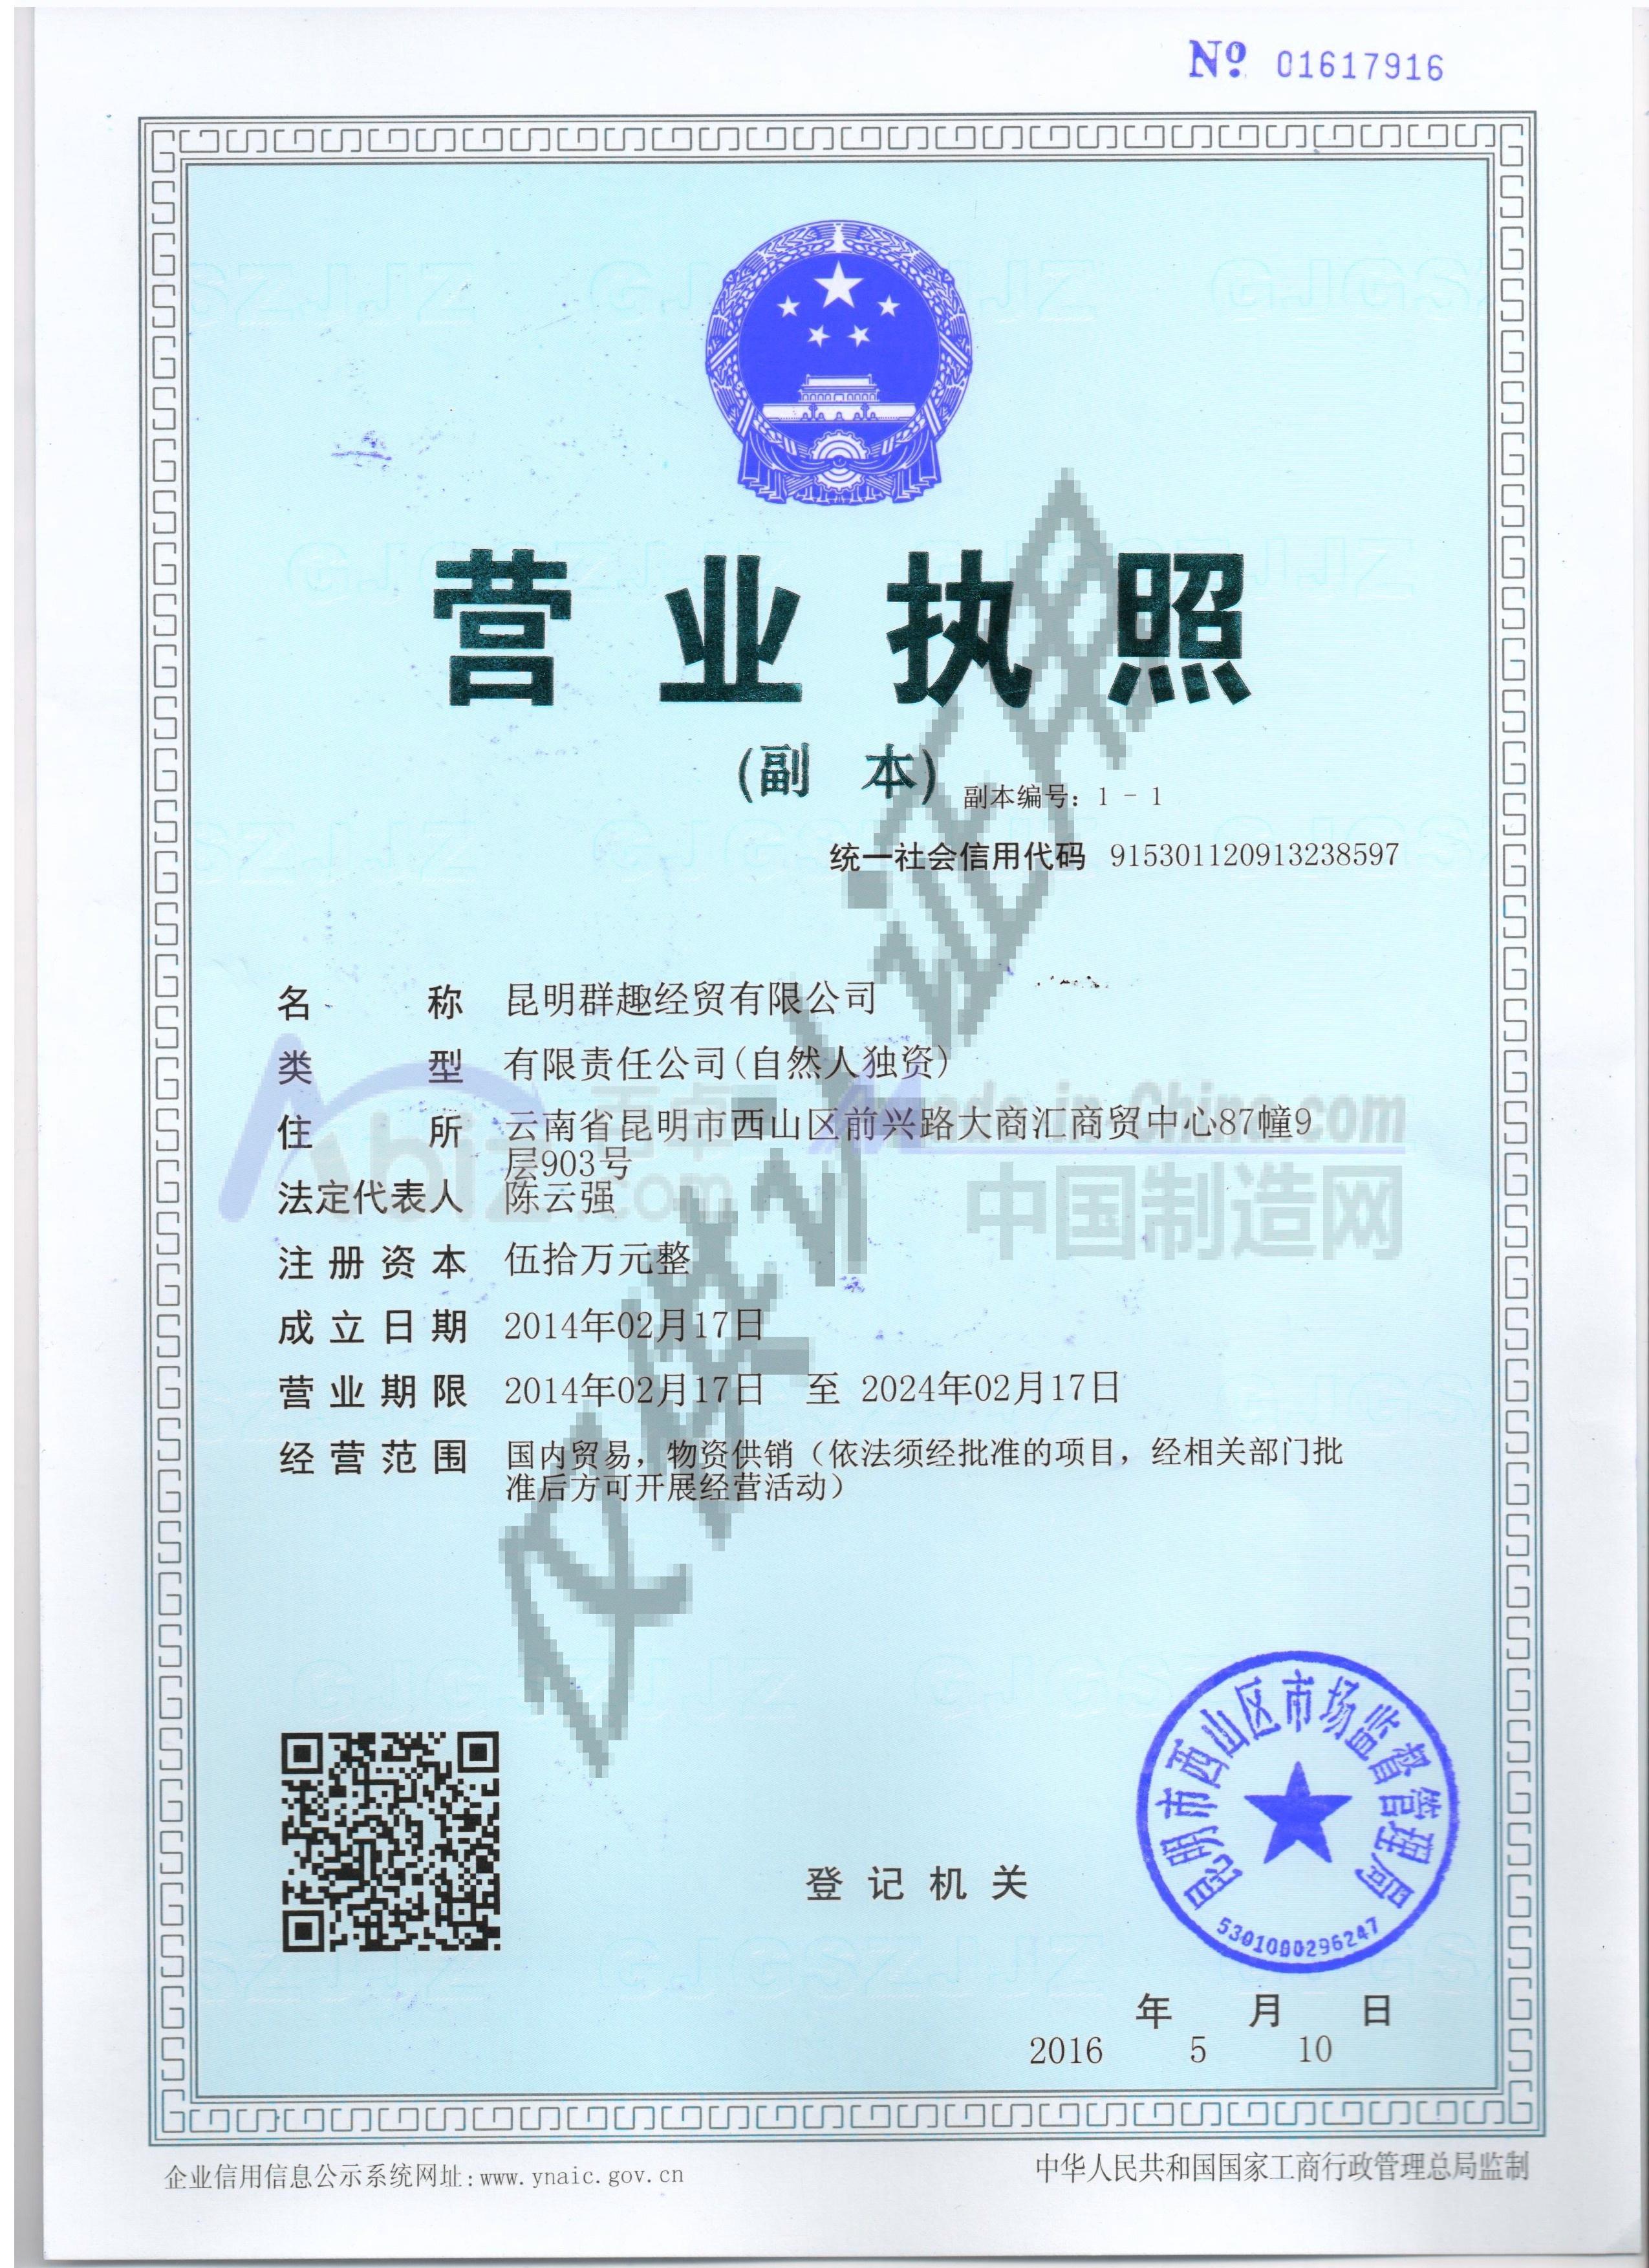 № 01617916
营业执照
(副 本) 副本编号：1 - 1
统一社会信用代码 915301120913238597
名称 昆明群趣经贸有限公司
类型 有限责任公司(自然人独资)
住所 云南省昆明市西山区前兴路大商汇商贸中心87幢9
层903号
法定代表人 陈云强
注册资本 伍拾万元整
成立日期 2014年02月17日
营业期限 2014年02月17日 至 2024年02月17日
经营范围 国内贸易，物资供销（依法须经批准的项目，经相关部门批
准后方可开展经营活动）
仅供认证用
Abiz 百卓
.com
Made-in-China.com
中国制造网
登记机关
昆明市西山区市场监督管理局
5301000296247
年 月 日
2016 5 10
企业信用信息公示系统网址:www.ynaic.gov.cn
中华人民共和国国家工商行政管理总局监制